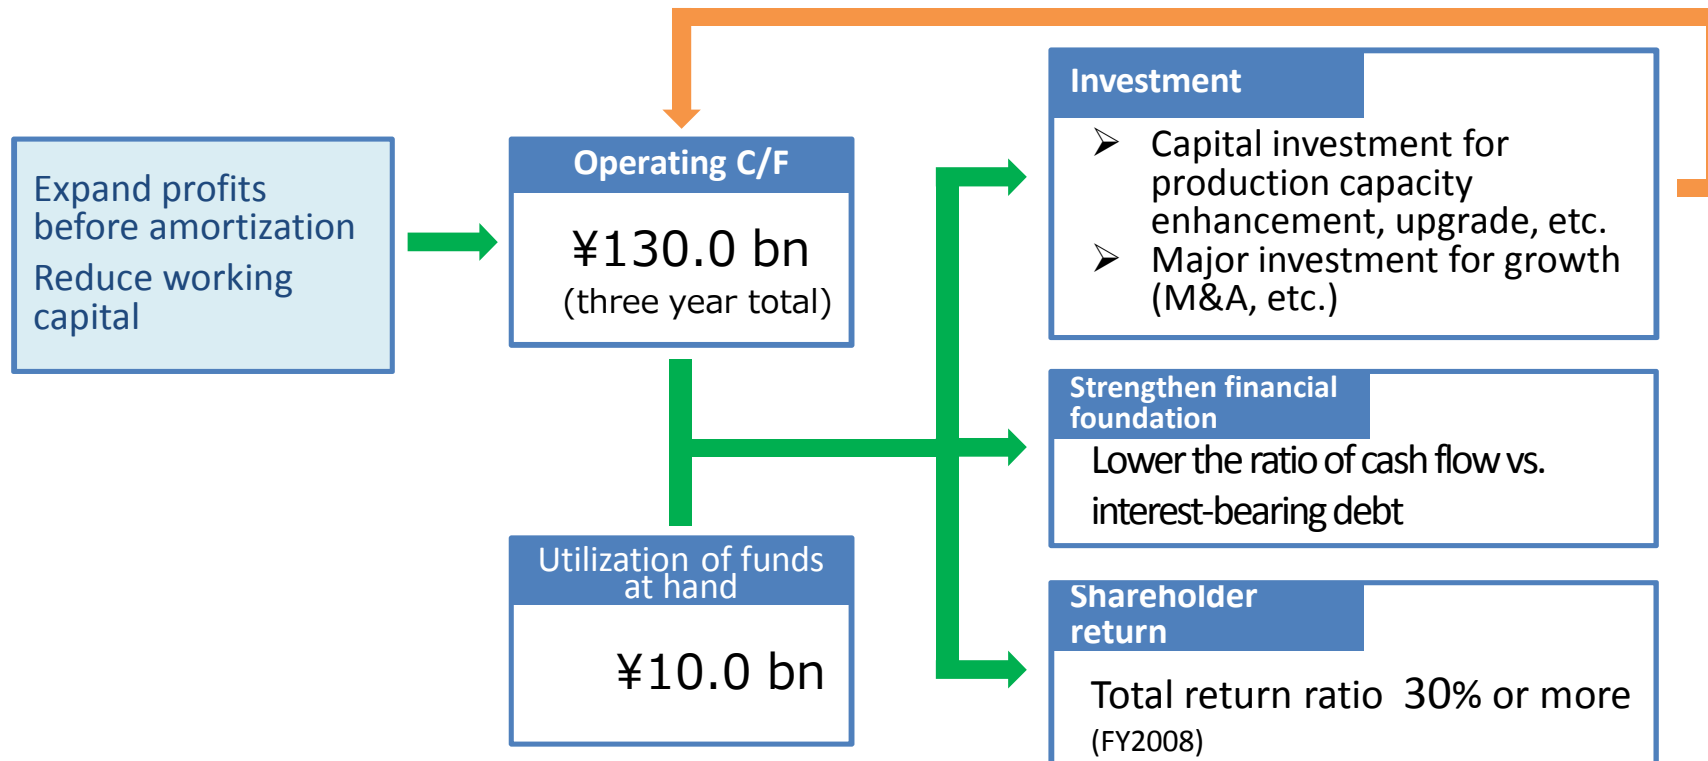 Expand profits
before amortization
Reduce working
capital
Operating C/F
¥130.0 bn
(three year total)
Utilization of funds
at hand
¥10.0 bn
Investment
➢ Capital investment for
production capacity
enhancement, upgrade, etc.
➢ Major investment for growth
(M&A, etc.)
Strengthen financial
foundation
Lower the ratio of cash flow vs.
interest-bearing debt
Shareholder
return
Total return ratio 30% or more
(FY2008)